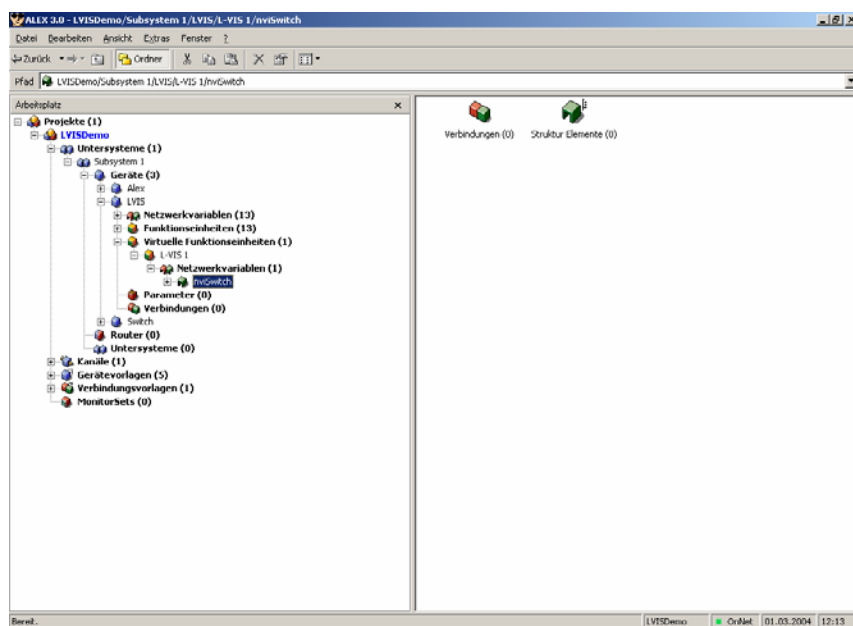 ALEX 3.0 - LVISDemo/Subsystem 1/LVIS/L-VIS 1/nviSwitch
Datei Bearbeiten Ansicht Extras Fenster ?
Zurück Ordner
Pfad LVISDemo/Subsystem 1/LVIS/L-VIS 1/nviSwitch
Arbeitsplatz
Projekte (1)
LVISDemo
Untersysteme (1)
Subsystem 1
Geräte (3)
Alex
LVIS
Netzwerkvariablen (13)
Funktionseinheiten (13)
Virtuelle Funktionseinheiten (1)
L-VIS 1
Netzwerkvariablen (1)
nviSwitch
Parameter (0)
Verbindungen (0)
Switch
Router (0)
Untersysteme (0)
Kanäle (1)
Gerätevorlagen (5)
Verbindungsvorlagen (1)
MonitorSets (0)
Verbindungen (0) Struktur Elemente (0)
Bereit. LVISDemo OnNet 01.03.2004 12:13